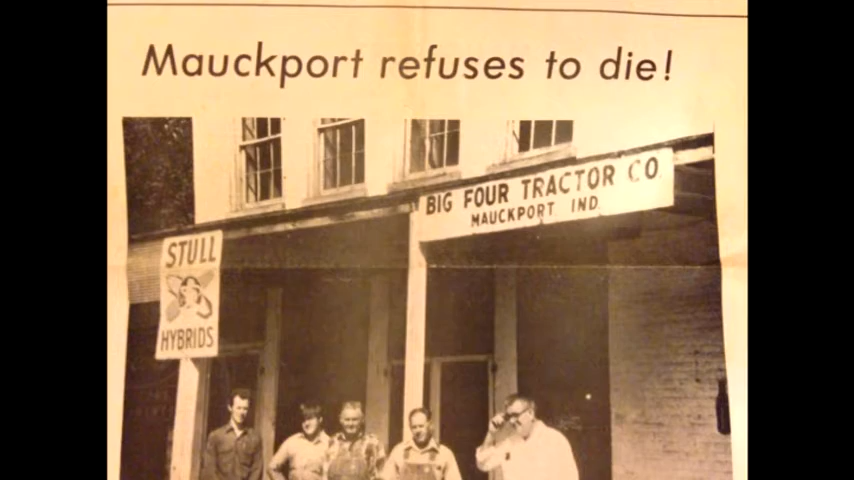 Mauckport refuses to die!
BIG FOUR TRACTOR CO.
MAUCKPORT IND.
STULL
HYBRIDS